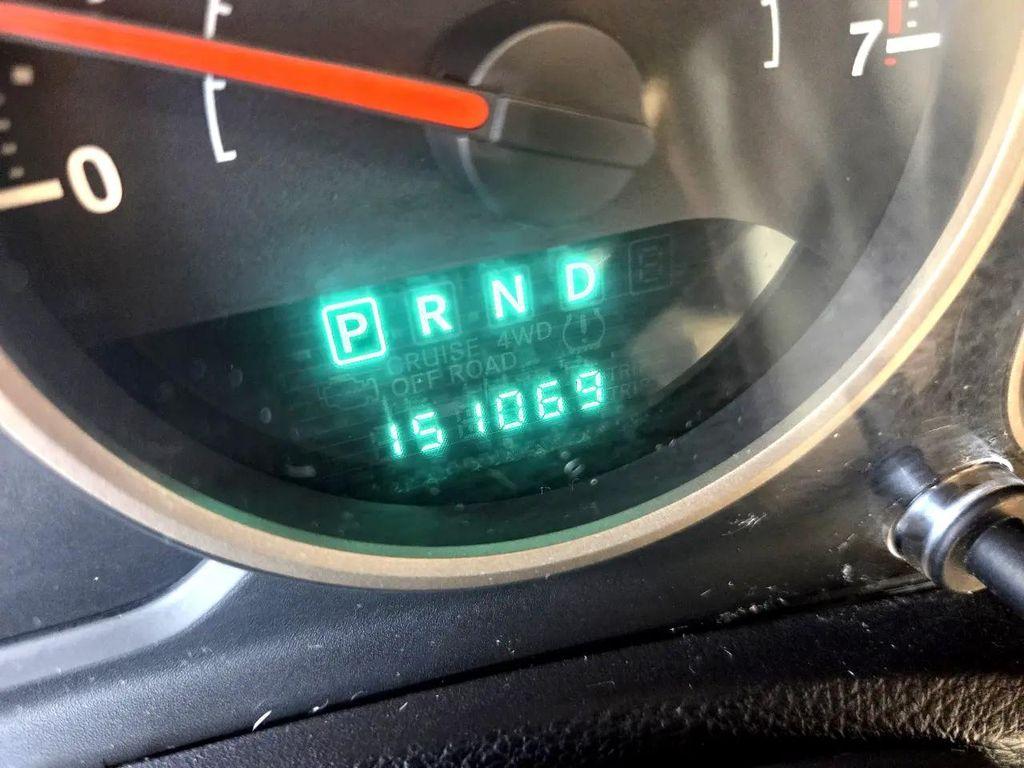 0
7
P R N D E
CRUISE 4WD
OFF ROAD
151069